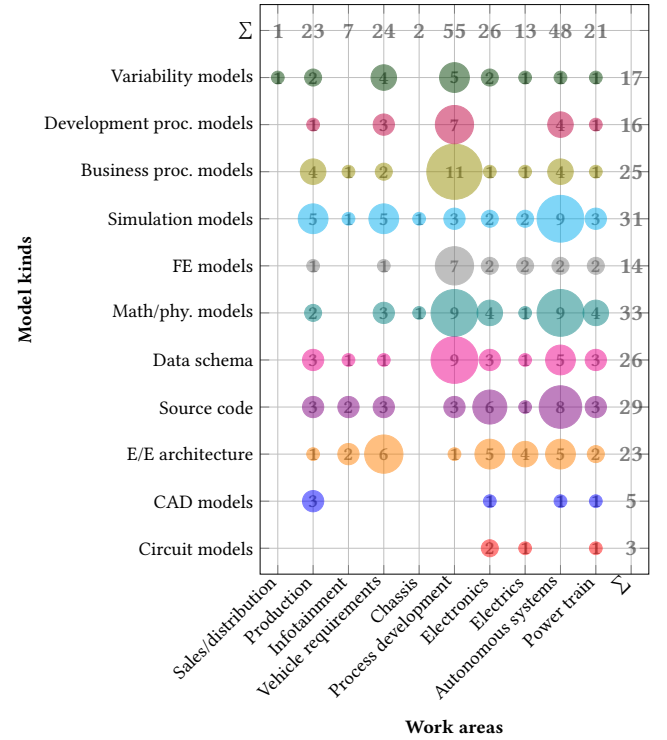 Σ 1 23 7 24 2 55 26 13 48 21
Variability models 1 2 4 5 2 1 1 1 17
Development proc. models 1 3 7 4 1 16
Business proc. models 4 1 2 11 1 1 4 1 25
Simulation models 5 1 5 1 3 2 2 9 3 31
FE models 1 1 7 2 2 2 2 14
Math/phy. models 2 3 1 9 4 1 9 4 33
Data schema 3 1 1 9 3 1 5 3 26
Source code 3 2 3 3 6 1 8 3 29
E/E architecture 1 2 6 1 5 4 5 2 23
CAD models 3 1 1 1 5
Circuit models 2 1 1 3
Model kinds
Sales/distribution
Production
Infotainment
Vehicle requirements
Chassis
Process development
Electronics
Electrics
Autonomous systems
Power train
Σ
Work areas